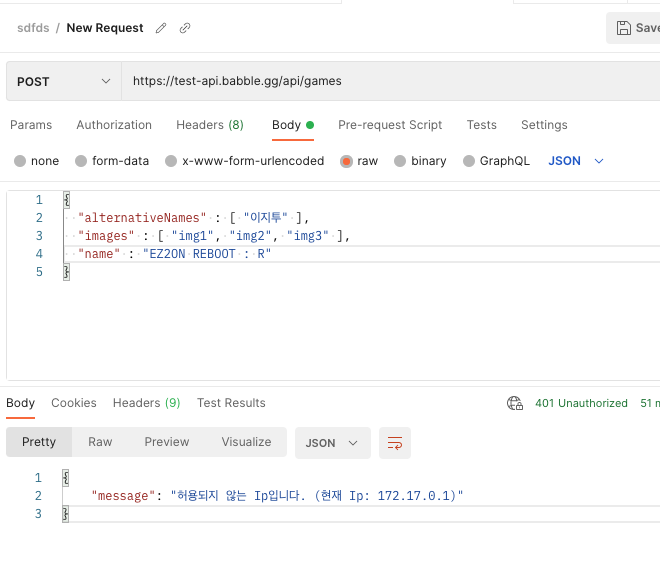 sdfds / New Request
Save
POST
https://test-api.babble.gg/api/games
Params Authorization Headers (8) Body Pre-request Script Tests Settings
none form-data x-www-form-urlencoded raw binary GraphQL JSON
1 {
2 "alternativeNames" : [ "이지투" ],
3 "images" : [ "img1", "img2", "img3" ],
4 "name" : "EZ2ON REBOOT : R"
5 }
Body Cookies Headers (9) Test Results 401 Unauthorized 51 m
Pretty Raw Preview Visualize JSON
1 {
2 "message": "허용되지 않는 Ip입니다. (현재 Ip: 172.17.0.1)"
3 }